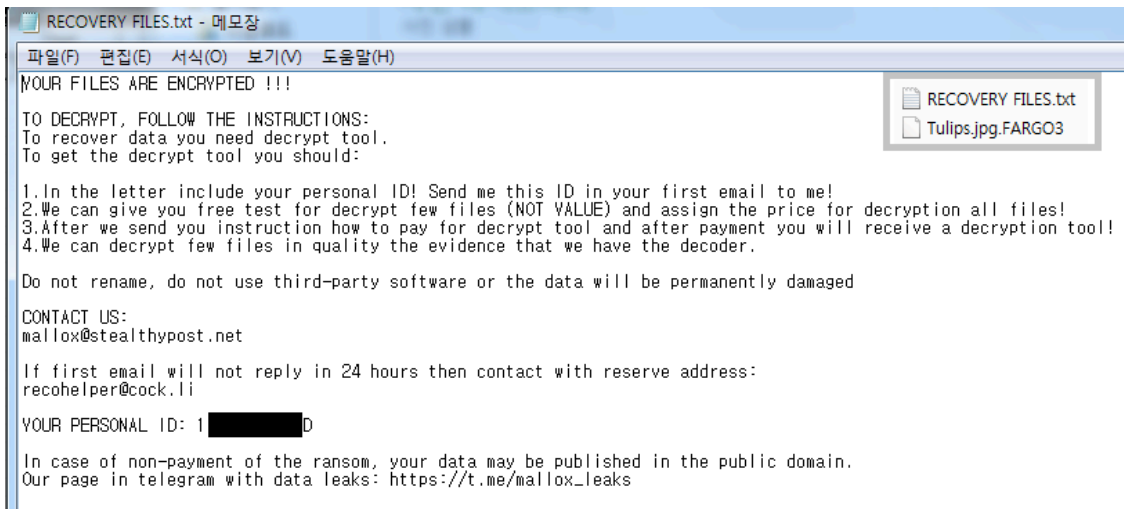 RECOVERY FILES.txt - 메모장
파일(F) 편집(E) 서식(O) 보기(V) 도움말(H)
YOUR FILES ARE ENCRYPTED !!!
RECOVERY FILES.txt
Tulips.jpg.FARGO3
TO DECRYPT, FOLLOW THE INSTRUCTIONS:
To recover data you need decrypt tool.
To get the decrypt tool you should:
1.In the letter include your personal ID! Send me this ID in your first email to me!
2.We can give you free test for decrypt few files (NOT VALUE) and assign the price for decryption all files!
3.After we send you instruction how to pay for decrypt tool and after payment you will receive a decryption tool!
4.We can decrypt few files in quality the evidence that we have the decoder.
Do not rename, do not use third-party software or the data will be permanently damaged
CONTACT US:
mallox@stealthypost.net
If first email will not reply in 24 hours then contact with reserve address:
recohelper@cock.li
YOUR PERSONAL ID: 1 D
In case of non-payment of the ransom, your data may be published in the public domain.
Our page in telegram with data leaks: https://t.me/mallox_leaks